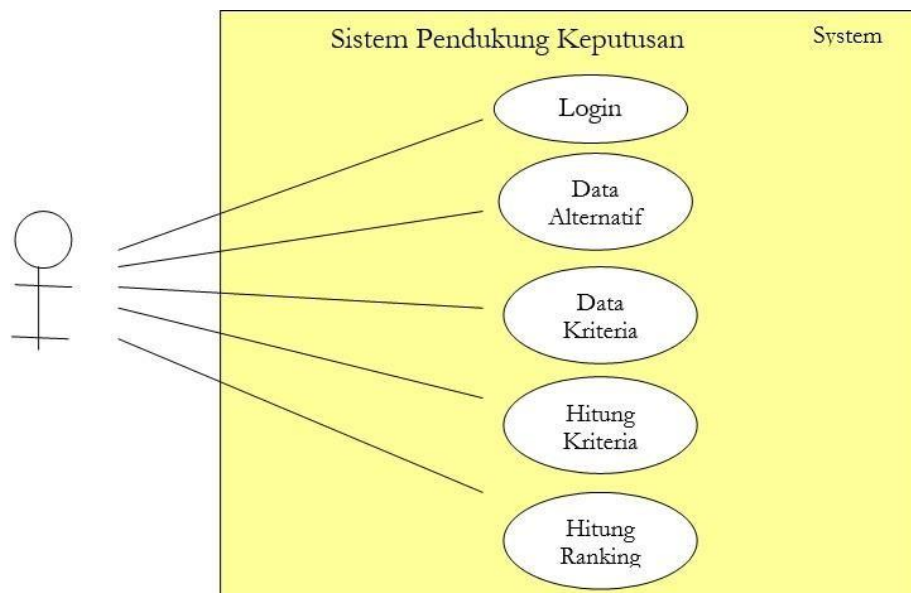 Sistem Pendukung Keputusan
System
Login
Data
Alternatif
Data
Kriteria
Hitung
Kriteria
Hitung
Ranking